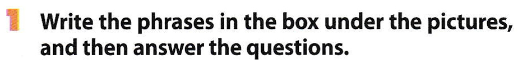 1 Write the phrases in the box under the pictures,
and then answer the questions.